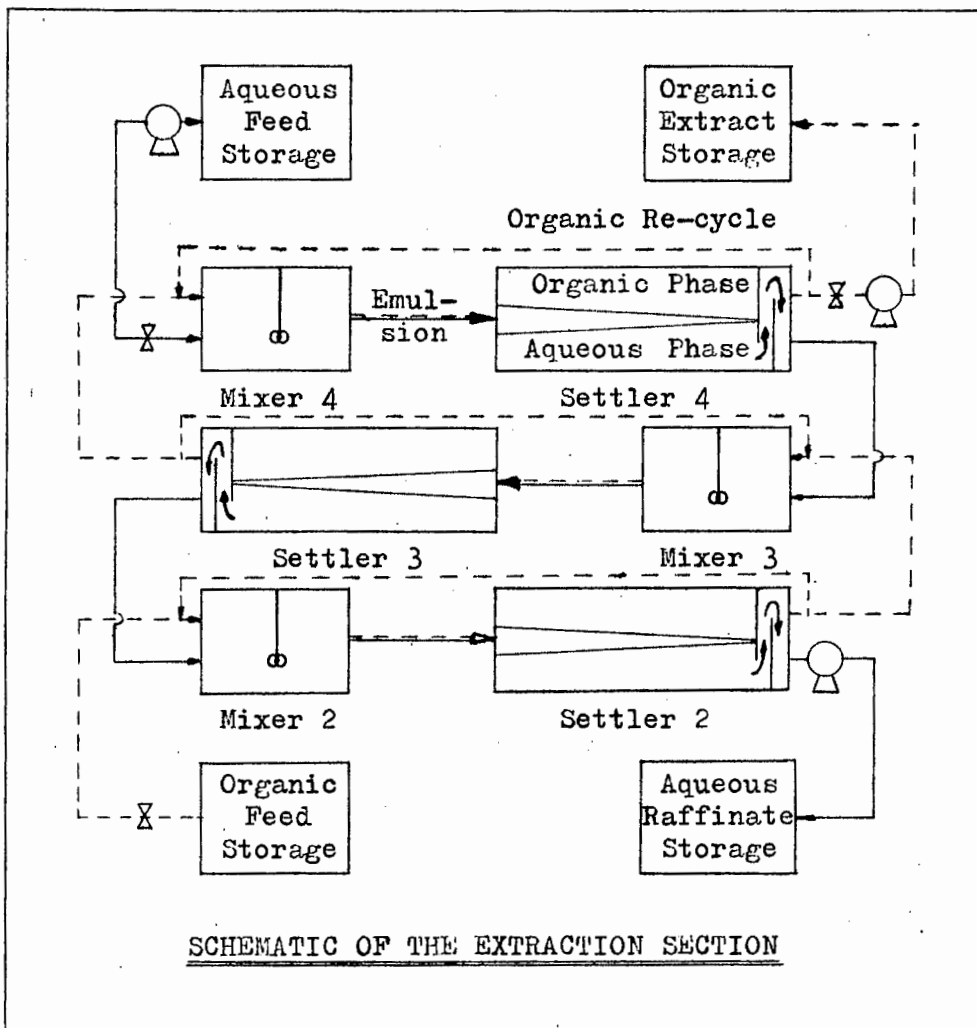 Aqueous
Feed
Storage
Organic
Extract
Storage
Organic Re-cycle
Emul-
sion
Organic Phase
Aqueous Phase
Mixer 4
Settler 4
Settler 3
Mixer 3
Mixer 2
Settler 2
Organic
Feed
Storage
Aqueous
Raffinate
Storage
SCHEMATIC OF THE EXTRACTION SECTION